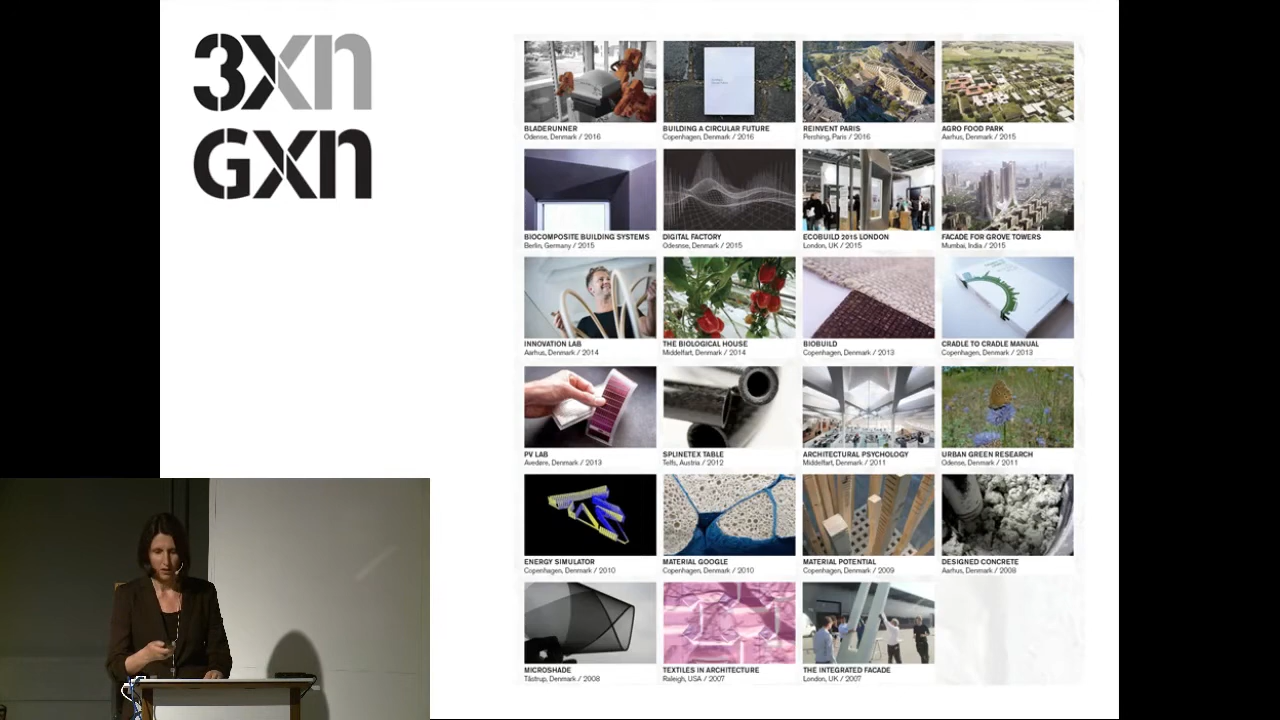 3XN
GXN
BLADERUNNER
Odense, Denmark / 2016
BUILDING A CIRCULAR FUTURE
Copenhagen, Denmark / 2016
REINVENT PARIS
Pershing, Paris / 2016
AGRO FOOD PARK
Aarhus, Denmark / 2015
BIOCOMPOSITE BUILDING SYSTEMS
Berlin, Germany / 2015
DIGITAL FACTORY
Odesnse, Denmark / 2015
ECOBUILD 2015 LONDON
London, UK / 2015
FACADE FOR GROVE TOWERS
Mumbai, India / 2015
INNOVATION LAB
Aarhus, Denmark / 2014
THE BIOLOGICAL HOUSE
Middelfart, Denmark / 2014
BIOBUILD
Copenhagen, Denmark / 2013
CRADLE TO CRADLE MANUAL
Copenhagen, Denmark / 2013
PV LAB
Avedøre, Denmark / 2013
SPLINETEX TABLE
Telfs, Austria / 2012
ARCHITECTURAL PSYCHOLOGY
Middelfart, Denmark / 2011
URBAN GREEN RESEARCH
Odense, Denmark / 2011
ENERGY SIMULATOR
Copenhagen, Denmark / 2010
MATERIAL GOOGLE
Copenhagen, Denmark / 2010
MATERIAL POTENTIAL
Copenhagen, Denmark / 2009
DESIGNED CONCRETE
Aarhus, Denmark / 2008
MICROSHADE
Tåstrup, Denmark / 2008
TEXTILES IN ARCHITECTURE
Raleigh, USA / 2007
THE INTEGRATED FACADE
London, UK / 2007